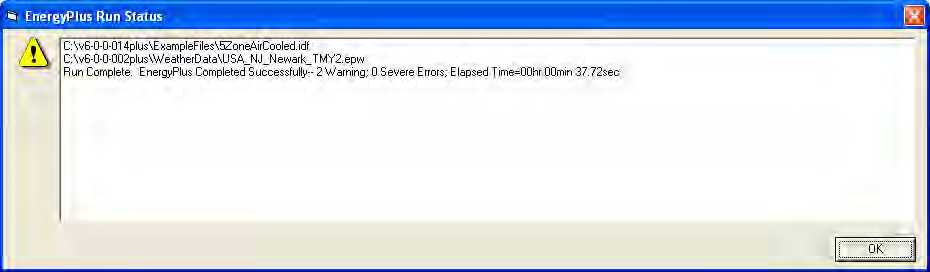 EnergyPlus Run Status
C:\v6-0-0-014plus\ExampleFiles\5ZoneAirCooled.idf
C:\v6-0-0-002plus\WeatherData\USA_NJ_Newark_TMY2.epw
Run Complete.  EnergyPlus Completed Successfully-- 2 Warning; 0 Severe Errors; Elapsed Time=00hr 00min 37.72sec
OK